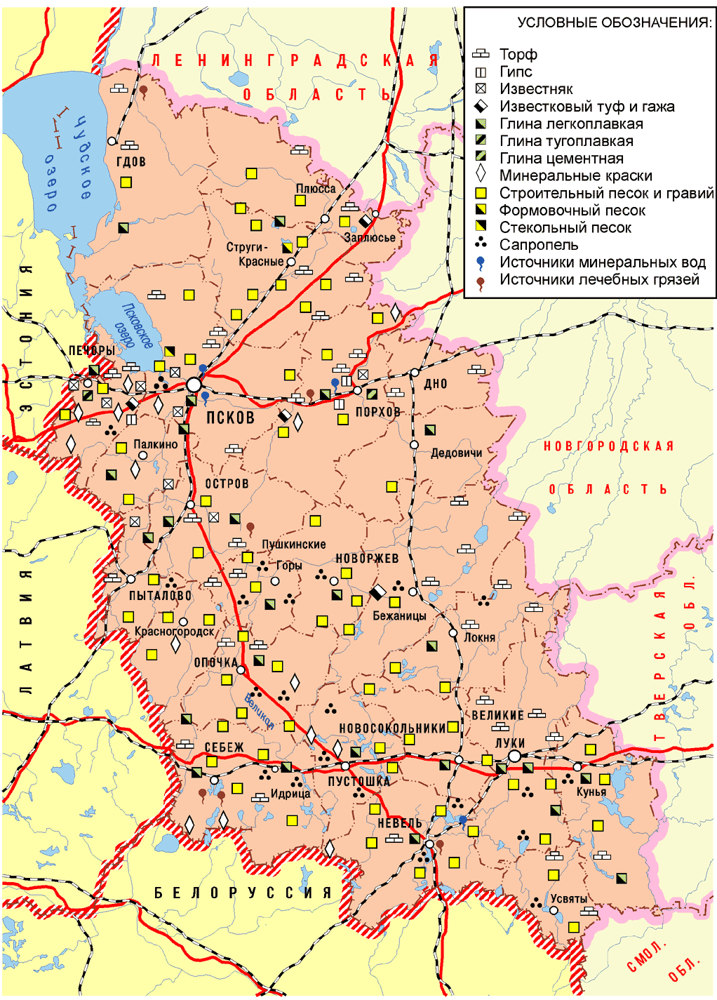 УСЛОВНЫЕ ОБОЗНАЧЕНИЯ:
Торф
Гипс
Известняк
Известковый туф и гажа
Глина легкоплавкая
Глина тугоплавкая
Глина цементная
Минеральные краски
Строительный песок и гравий
Формовочный песок
Стекольный песок
Сапропель
Источники минеральных вод
Источники лечебных грязей
ЛЕНИНГРАДСКАЯ
ОБЛАСТЬ
Чудское
озеро
ГДОВ
Плюсса
Заплюсье
Струги-
Красные
ЭСТОНИЯ
Псковское
озеро
ПЕЧОРЫ
ПСКОВ
ДНО
ПОРХОВ
Палкино
Дедовичи
НОВГОРОДСКАЯ
ОБЛАСТЬ
ОСТРОВ
Пушкинские
Горы
НОВОРЖЕВ
ЛАТВИЯ
ПЫТАЛОВО
Бежаницы
Красногородск
Локня
ОПОЧКА
Великая
ТВЕРСКАЯ
ОБЛ.
НОВОСОКОЛЬНИКИ
ВЕЛИКИЕ
ЛУКИ
СЕБЕЖ
ПУСТОШКА
Идрица
Кунья
НЕВЕЛЬ
БЕЛОРУССИЯ
Усвяты
СМОЛ.
ОБЛ.